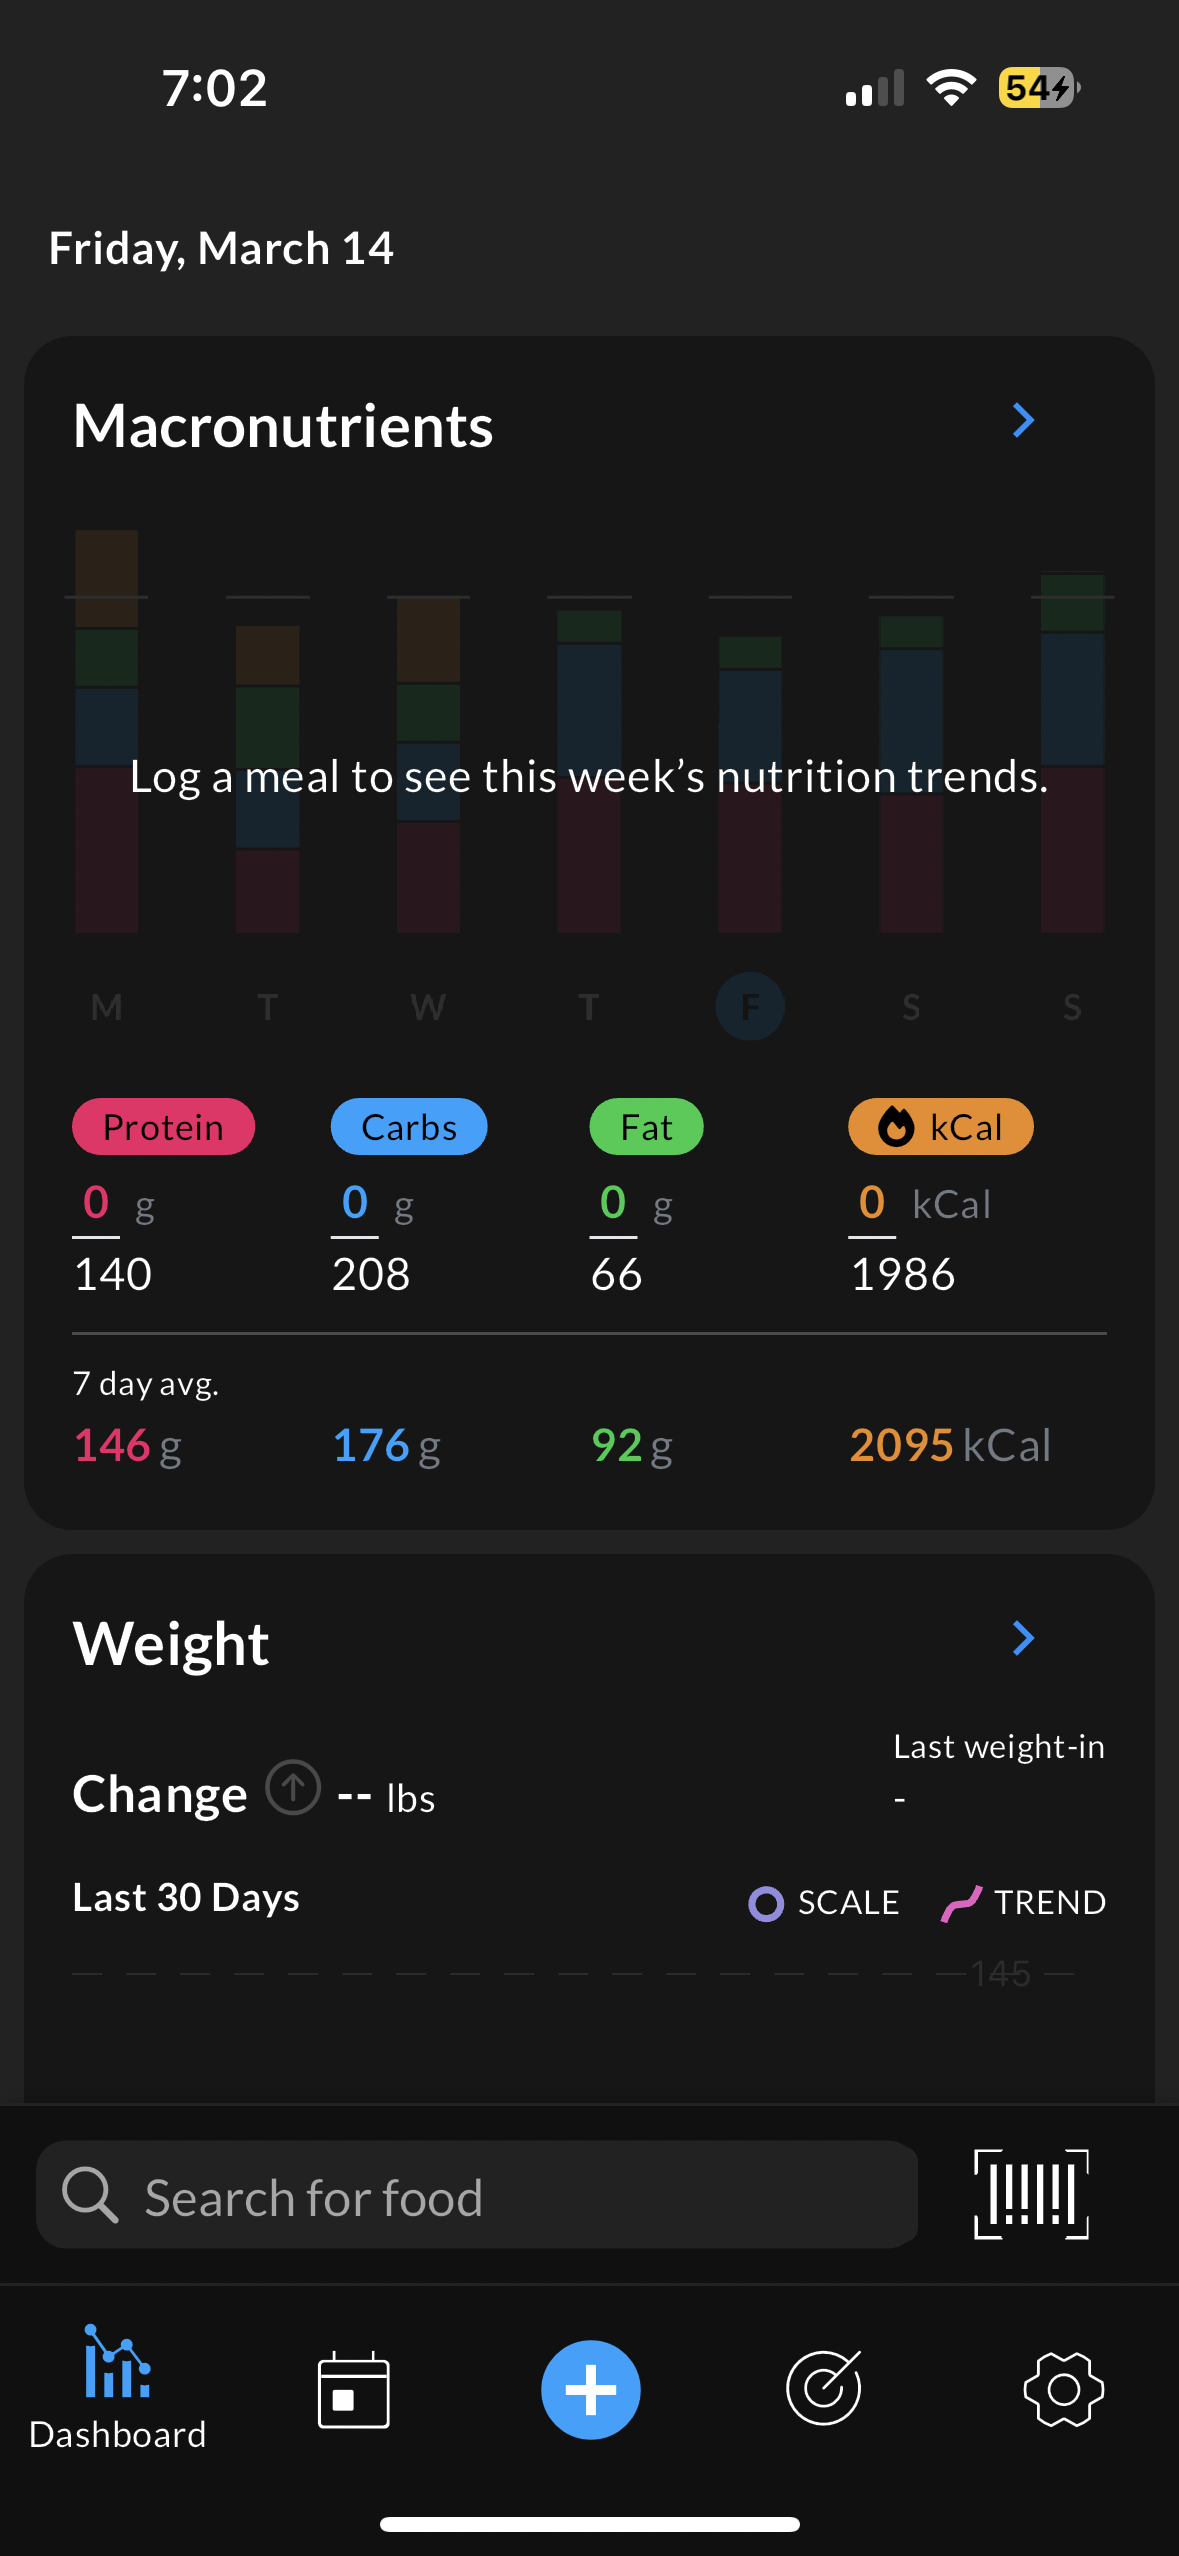 7:02
54
Friday, March 14
Macronutrients
Log a meal to see this week’s nutrition trends.
M T W T F S S
Protein Carbs Fat kCal
0 g 0 g 0 g 0 kCal
140 208 66 1986
7 day avg.
146 g 176 g 92 g 2095 kCal
Weight
Last weight-in
Change -- lbs
-
Last 30 Days SCALE TREND
145
Search for food
Dashboard